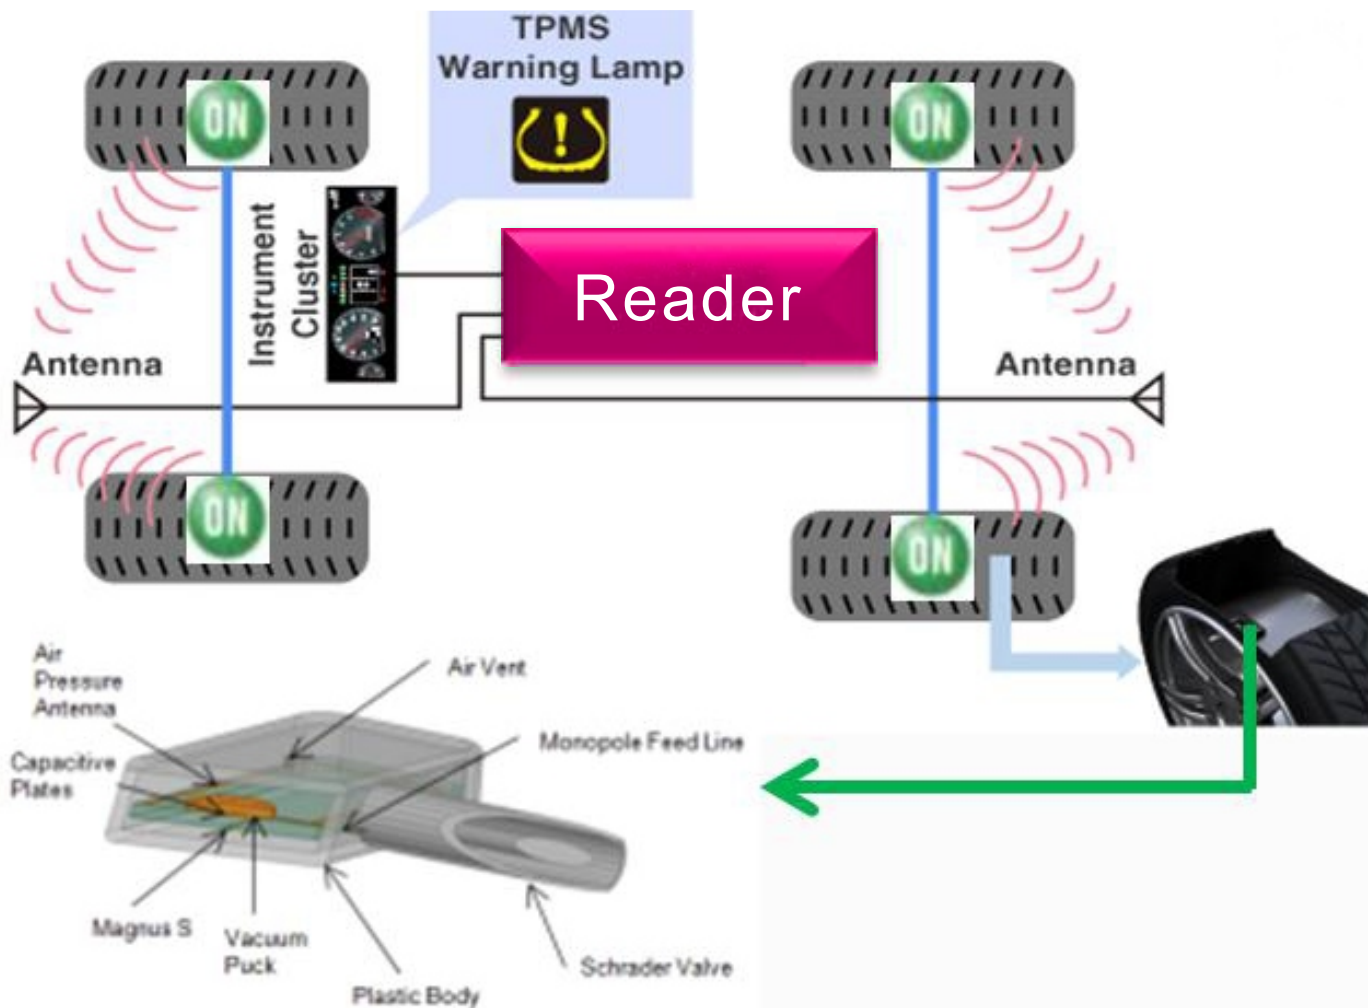 TPMS
Warning Lamp
ON
ON
Instrument
Cluster
Reader
Antenna
Antenna
ON
ON
Air
Pressure
Antenna
Air Vent
Monopole Feed Line
Capacitive
Plates
Magnus S
Vacuum
Puck
Schrader Valve
Plastic Body